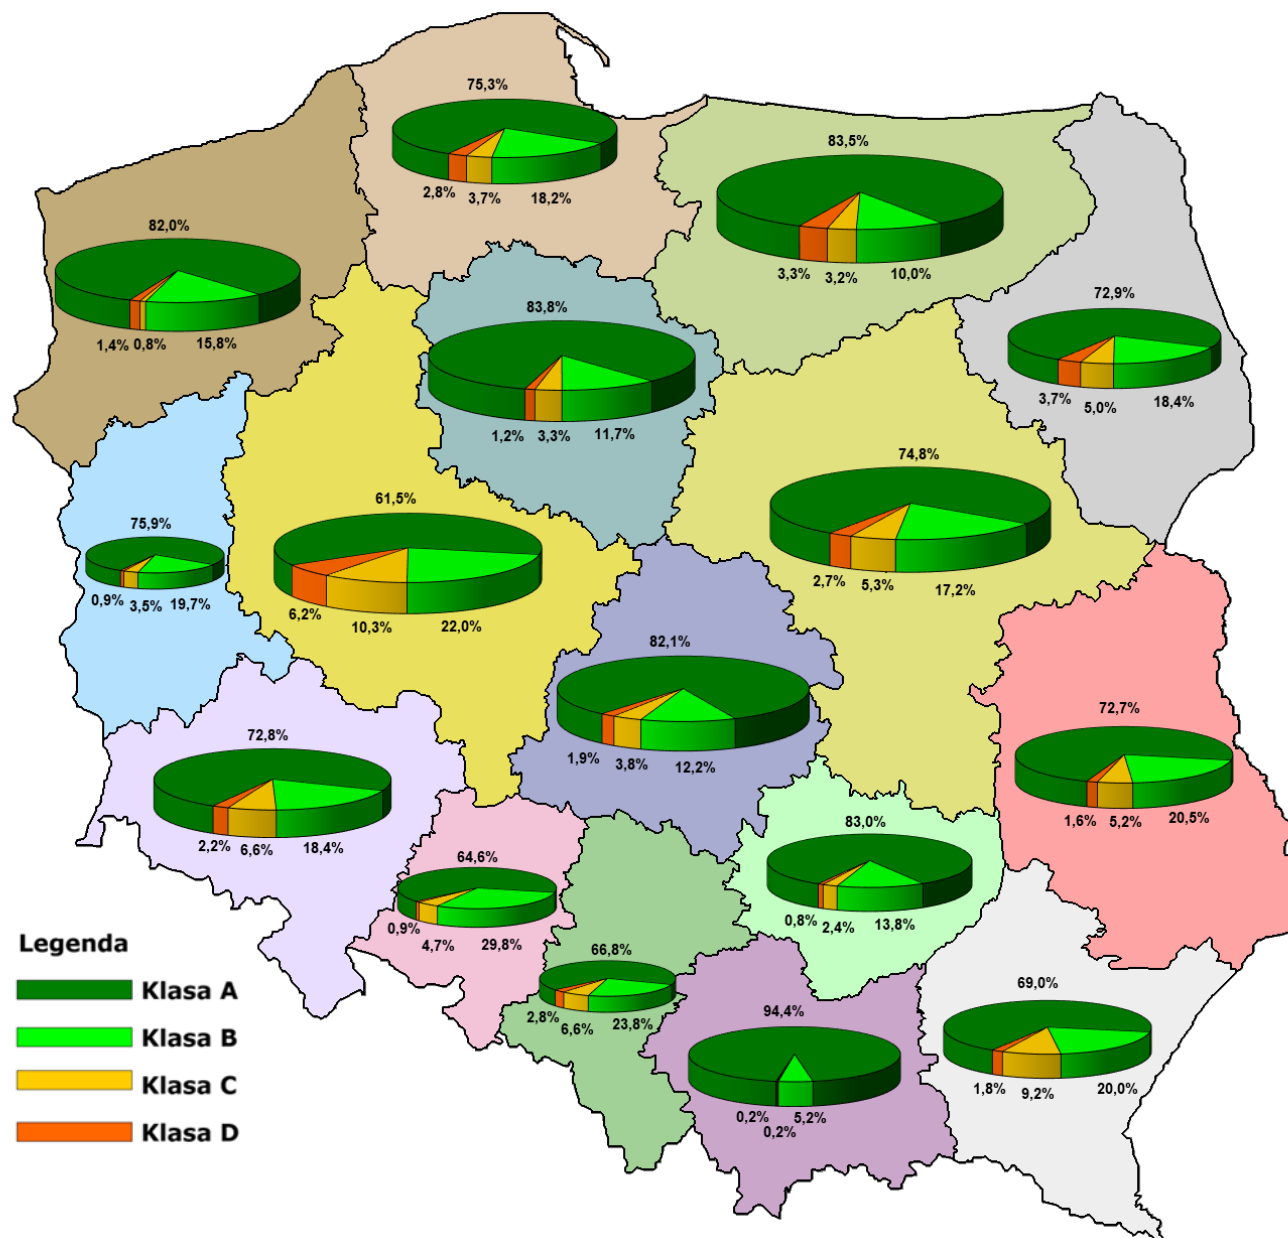 75,3%
2,8% 3,7% 18,2%
83,5%
3,3% 3,2% 10,0%
82,0%
1,4% 0,8% 15,8%
83,8%
1,2% 3,3% 11,7%
72,9%
3,7% 5,0% 18,4%
75,9%
0,9% 3,5% 19,7%
61,5%
6,2% 10,3% 22,0%
74,8%
2,7% 5,3% 17,2%
82,1%
1,9% 3,8% 12,2%
72,7%
1,6% 5,2% 20,5%
72,8%
2,2% 6,6% 18,4%
64,6%
0,9% 4,7% 29,8%
83,0%
0,8% 2,4% 13,8%
66,8%
2,8% 6,6% 23,8%
94,4%
0,2% 0,2% 5,2%
69,0%
1,8% 9,2% 20,0%
Legenda
Klasa A
Klasa B
Klasa C
Klasa D